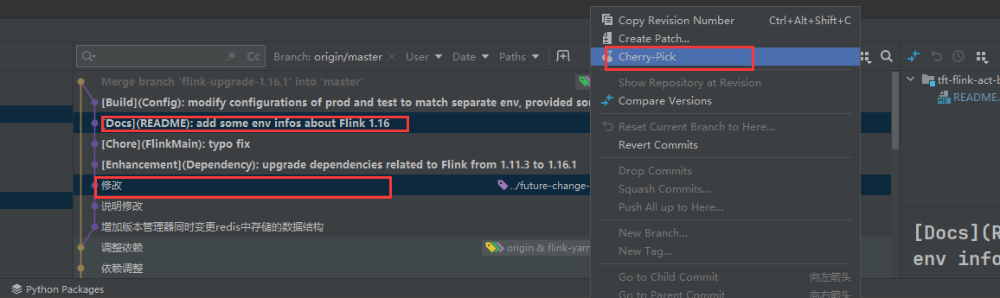 Copy Revision Number Ctrl+Alt+Shift+C
Create Patch...
Cherry-Pick
Show Repository at Revision
Compare Versions
Reset Current Branch to Here...
Revert Commits
Drop Commits
Squash Commits...
Push All up to Here...
New Branch...
New Tag...
Go to Child Commit 向左箭头
Go to Parent Commit 向右箭头
.* Cc Branch: origin/master × User Date Paths
Merge branch 'flink-upgrade-1.16.1' into 'master'
[Build](Config): modify configurations of prod and test to match separate env, provided
[Docs](README): add some env infos about Flink 1.16
[Chore](FlinkMain): typo fix
[Enhancement](Dependency): upgrade dependencies related to Flink from 1.11.3 to 1.16.1
修改 ../future-change-
说明修改
增加版本管理器同时变更redis中存储的数据结构
调整依赖 origin & flink-yarn
依赖调整
tft-flink-act-b
README.
[Docs](R
env info
Python Packages